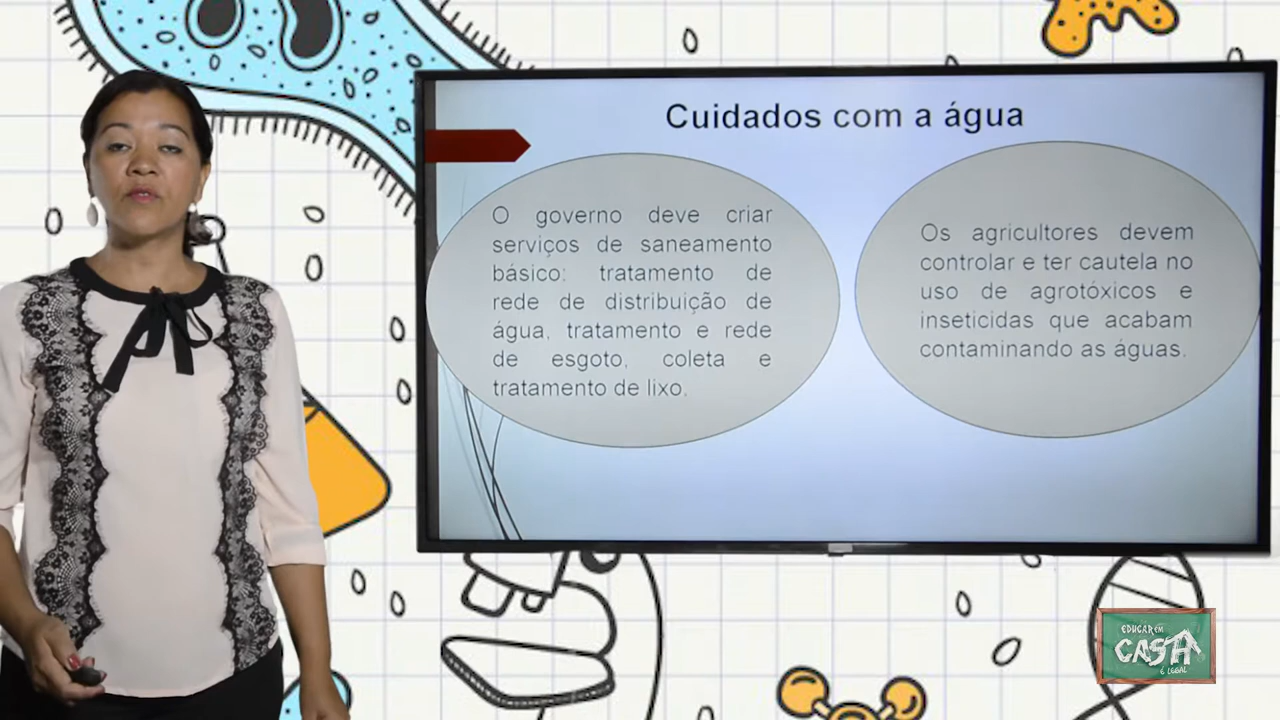 Cuidados com a água
O governo deve criar
serviços de saneamento
básico: tratamento de
rede de distribuição de
água, tratamento e rede
de esgoto, coleta e
tratamento de lixo.
Os agricultores devem
controlar e ter cautela no
uso de agrotóxicos e
inseticidas que acabam
contaminando as águas.
EDUCAR EM
CASA
É LEGAL